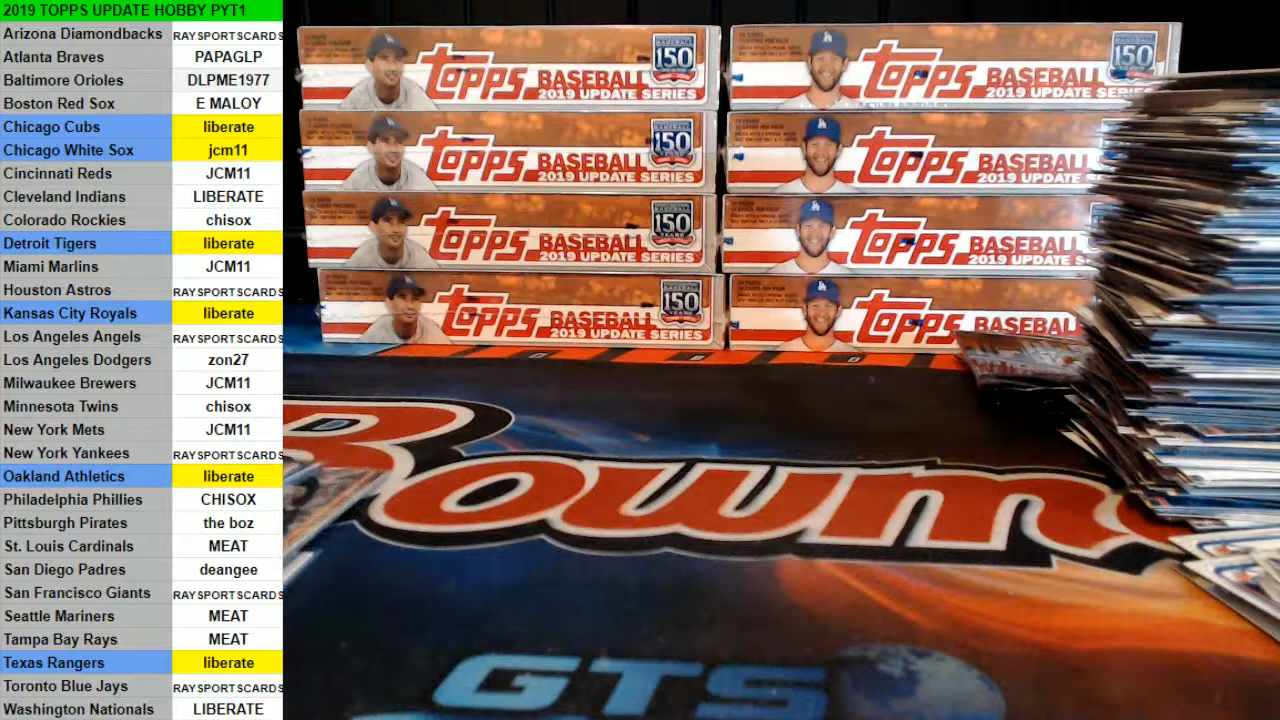 2019 TOPPS UPDATE HOBBY PYT1
Arizona Diamondbacks RAYSPORTSCARDS
Atlanta Braves PAPAGLP
Baltimore Orioles DLPME1977
Boston Red Sox E MALOY
Chicago Cubs liberate
Chicago White Sox jcm11
Cincinnati Reds JCM11
Cleveland Indians LIBERATE
Colorado Rockies chisox
Detroit Tigers liberate
Miami Marlins JCM11
Houston Astros RAYSPORTSCARDS
Kansas City Royals liberate
Los Angeles Angels RAYSPORTSCARDS
Los Angeles Dodgers zon27
Milwaukee Brewers JCM11
Minnesota Twins chisox
New York Mets JCM11
New York Yankees RAYSPORTSCARDS
Oakland Athletics liberate
Philadelphia Phillies CHISOX
Pittsburgh Pirates the boz
St. Louis Cardinals MEAT
San Diego Padres deangee
San Francisco Giants RAYSPORTSCARDS
Seattle Mariners MEAT
Tampa Bay Rays MEAT
Texas Rangers liberate
Toronto Blue Jays RAYSPORTSCARDS
Washington Nationals LIBERATE
Topps BASEBALL 150
2019 UPDATE SERIES
Topps BASEBALL 150
2019 UPDATE SERIES
Topps BASEBALL 150 YEARS
2019 UPDATE SERIES
Topps BASEBALL
2019 UPDATE SERIES
Topps BASEBALL 150 YEARS
2019 UPDATE SERIES
Topps BASEBALL
2019 UPDATE SERIES
Topps BASEBALL 150
2019 UPDATE SERIES
Topps BASEBALL
Bowm
GTS